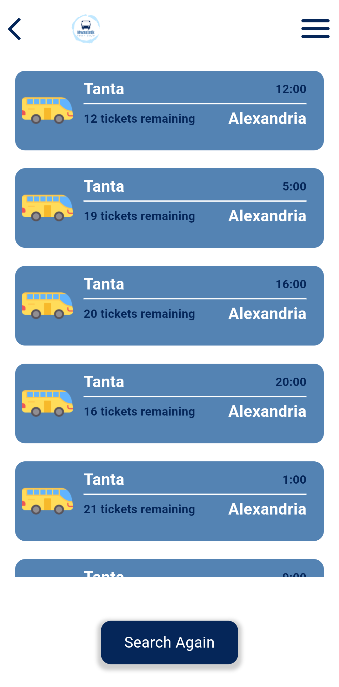 Tanta 12:00
12 tickets remaining Alexandria
Tanta 5:00
19 tickets remaining Alexandria
Tanta 16:00
20 tickets remaining Alexandria
Tanta 20:00
16 tickets remaining Alexandria
Tanta 1:00
21 tickets remaining Alexandria
Tanta
Search Again